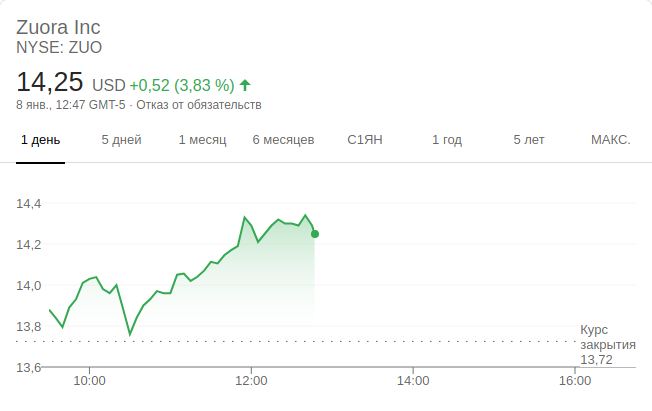 Zuora Inc
NYSE: ZUO
14,25 USD +0,52 (3,83 %)
8 янв., 12:47 GMT-5 · Отказ от обязательств
1 день 5 дней 1 месяц 6 месяцев С1ЯН 1 год 5 лет МАКС.
14,4
14,2
14,0
13,8
Курс
закрытия
13,72
13,6
10:00 12:00 14:00 16:00